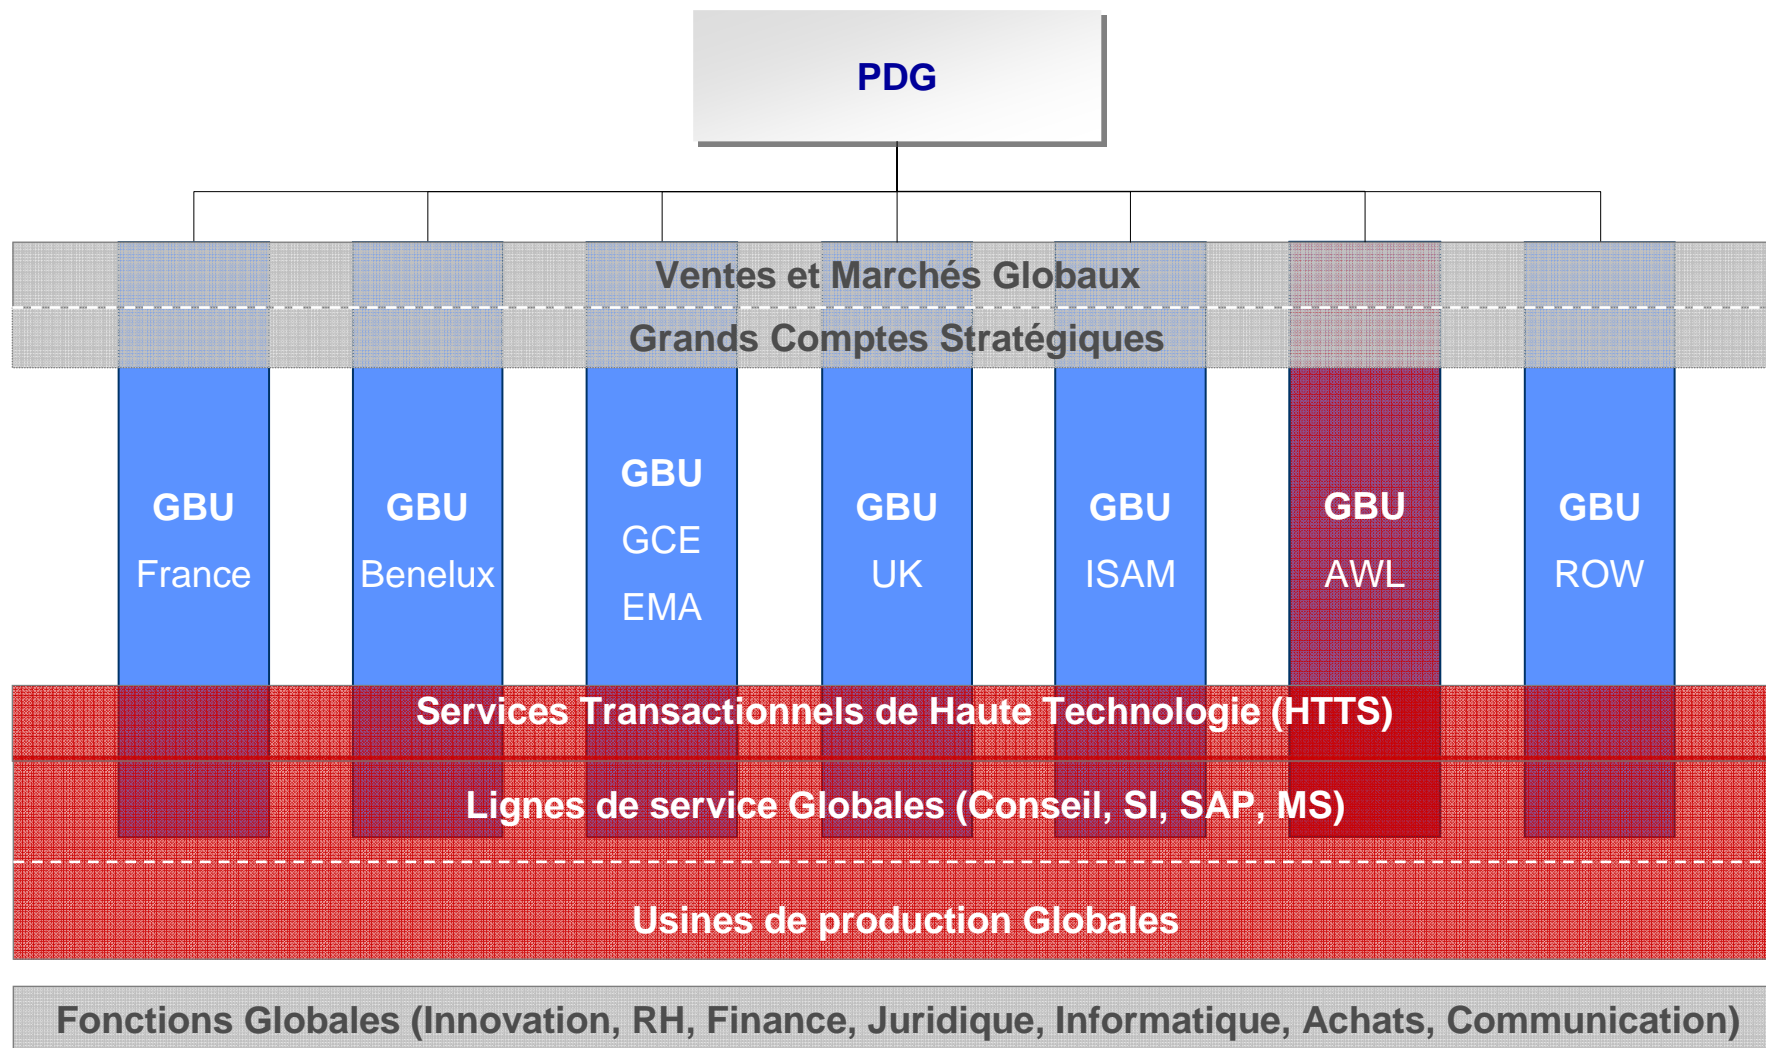 PDG
Ventes et Marchés Globaux
Grands Comptes Stratégiques
GBU
France
GBU
Benelux
GBU
GCE
EMA
GBU
UK
GBU
ISAM
GBU
AWL
GBU
ROW
Services Transactionnels de Haute Technologie (HTTS)
Lignes de service Globales (Conseil, SI, SAP, MS)
Usines de production Globales
Fonctions Globales (Innovation, RH, Finance, Juridique, Informatique, Achats, Communication)